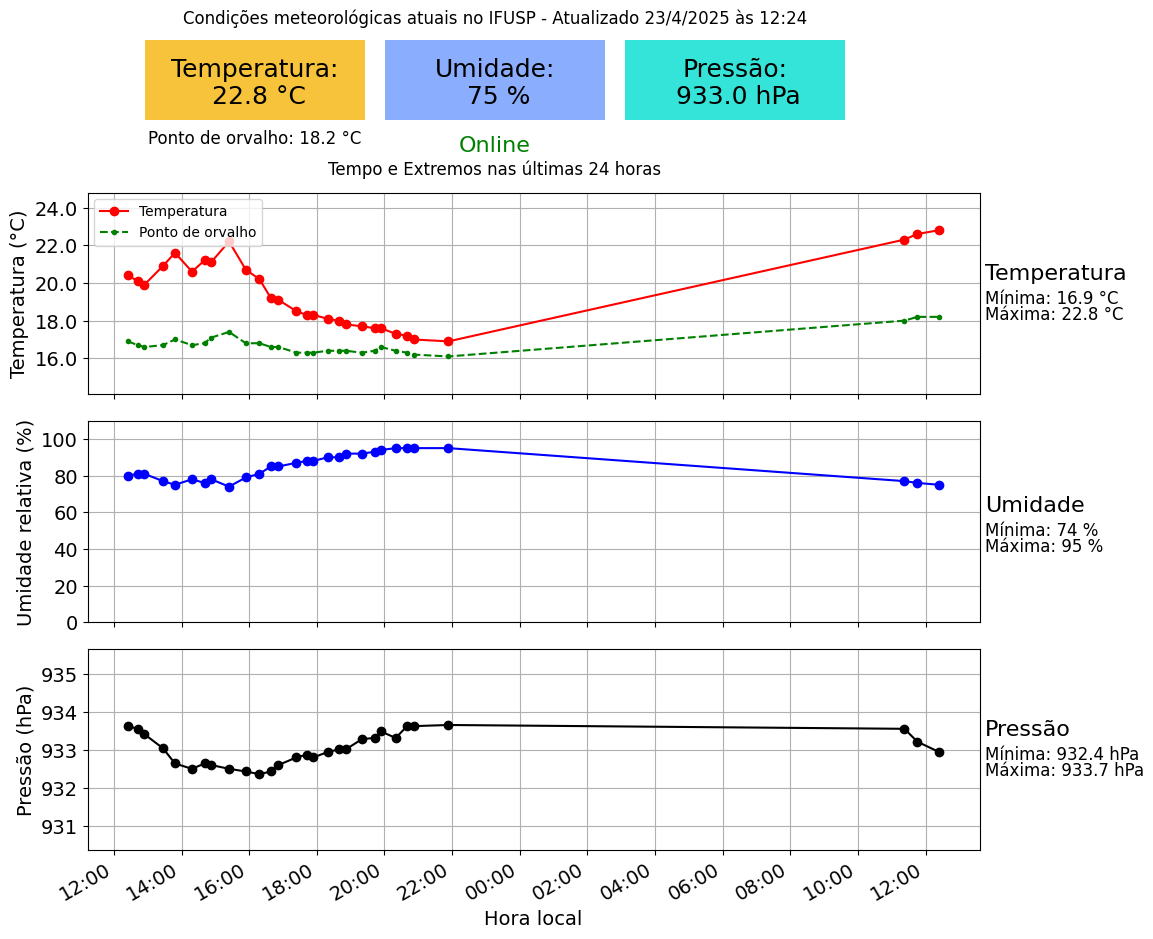 Condições meteorológicas atuais no IFUSP - Atualizado 23/4/2025 às 12:24
Temperatura:
22.8 °C
Umidade:
75 %
Pressão:
933.0 hPa
Ponto de orvalho: 18.2 °C
Online
Tempo e Extremos nas últimas 24 horas
Temperatura (°C)
24.0
22.0
20.0
18.0
16.0
Temperatura
Ponto de orvalho
Temperatura
Mínima: 16.9 °C
Máxima: 22.8 °C
Umidade relativa (%)
100
80
60
40
20
0
Umidade
Mínima: 74 %
Máxima: 95 %
Pressão (hPa)
935
934
933
932
931
Pressão
Mínima: 932.4 hPa
Máxima: 933.7 hPa
12:00 14:00 16:00 18:00 20:00 22:00 00:00 02:00 04:00 06:00 08:00 10:00 12:00
Hora local